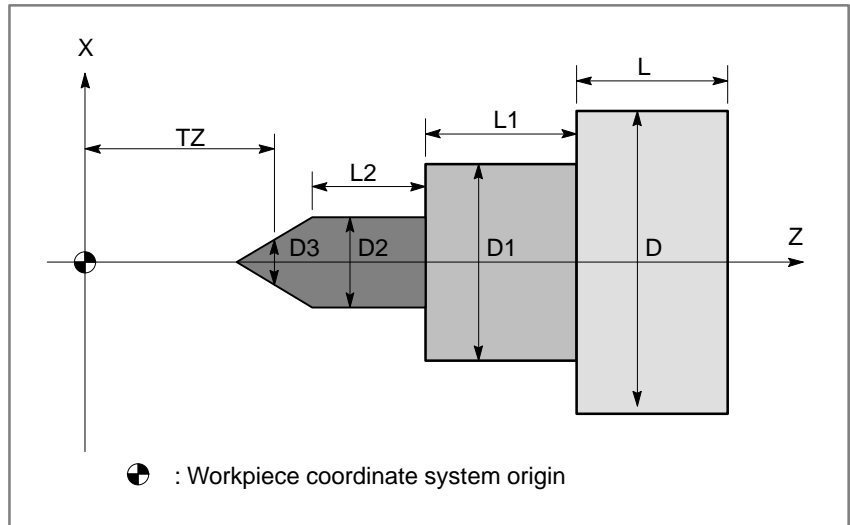 X
L
L1
TZ
L2
Z
D3
D2
D1
D
: Workpiece coordinate system origin